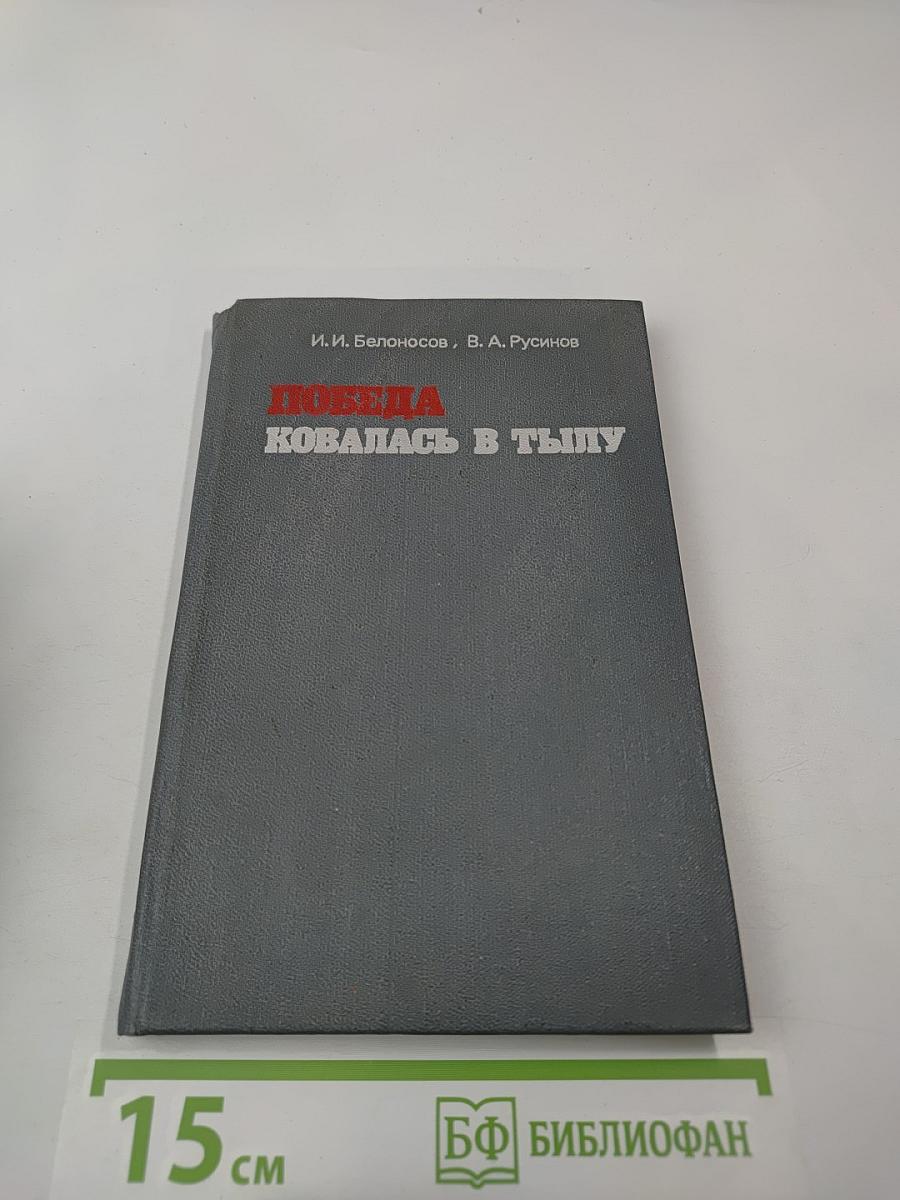 И. И. Белоносов, В. А. Русинов
ПОБЕДА
КОВАЛАСЬ В ТЫЛУ
15 см
БФ БИБЛИОФАН